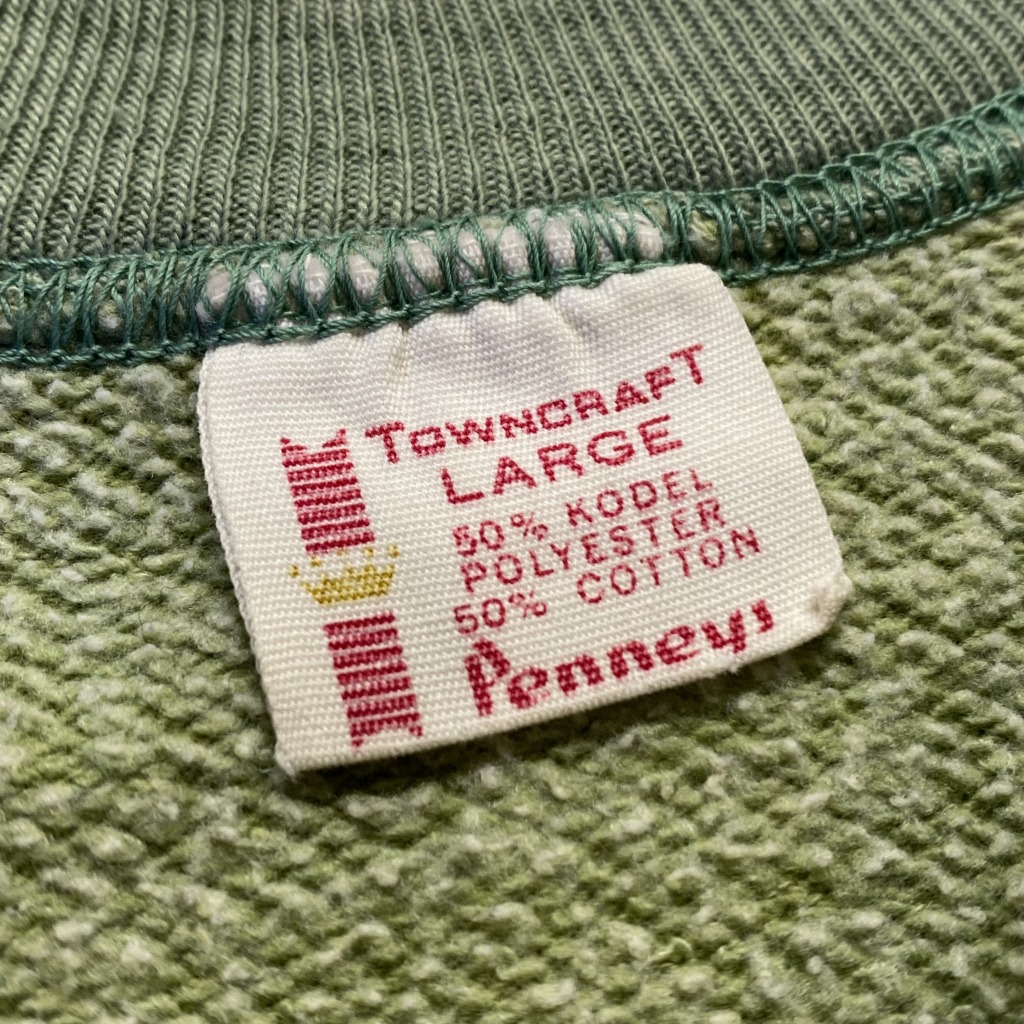 TOWNCRAFT
LARGE
50% KODEL
POLYESTER
50% COTTON
Penneys